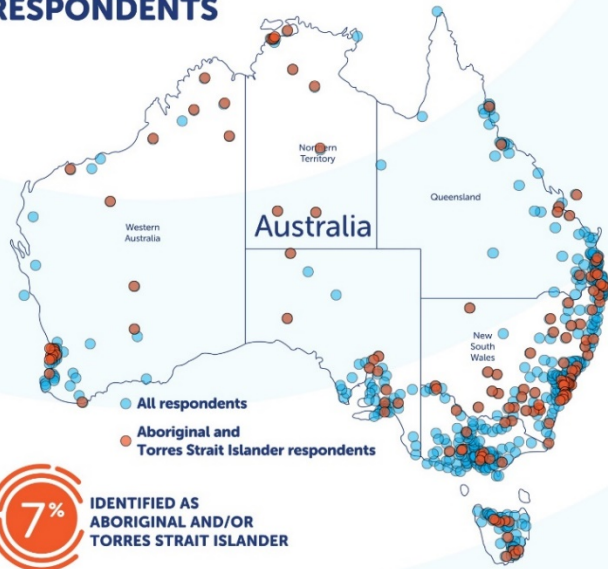 RESPONDENTS
Northern
Territory
Queensland
Western
Australia
Australia
New
South
Wales
All respondents
Aboriginal and
Torres Strait Islander respondents
7%
IDENTIFIED AS
ABORIGINAL AND/OR
TORRES STRAIT ISLANDER